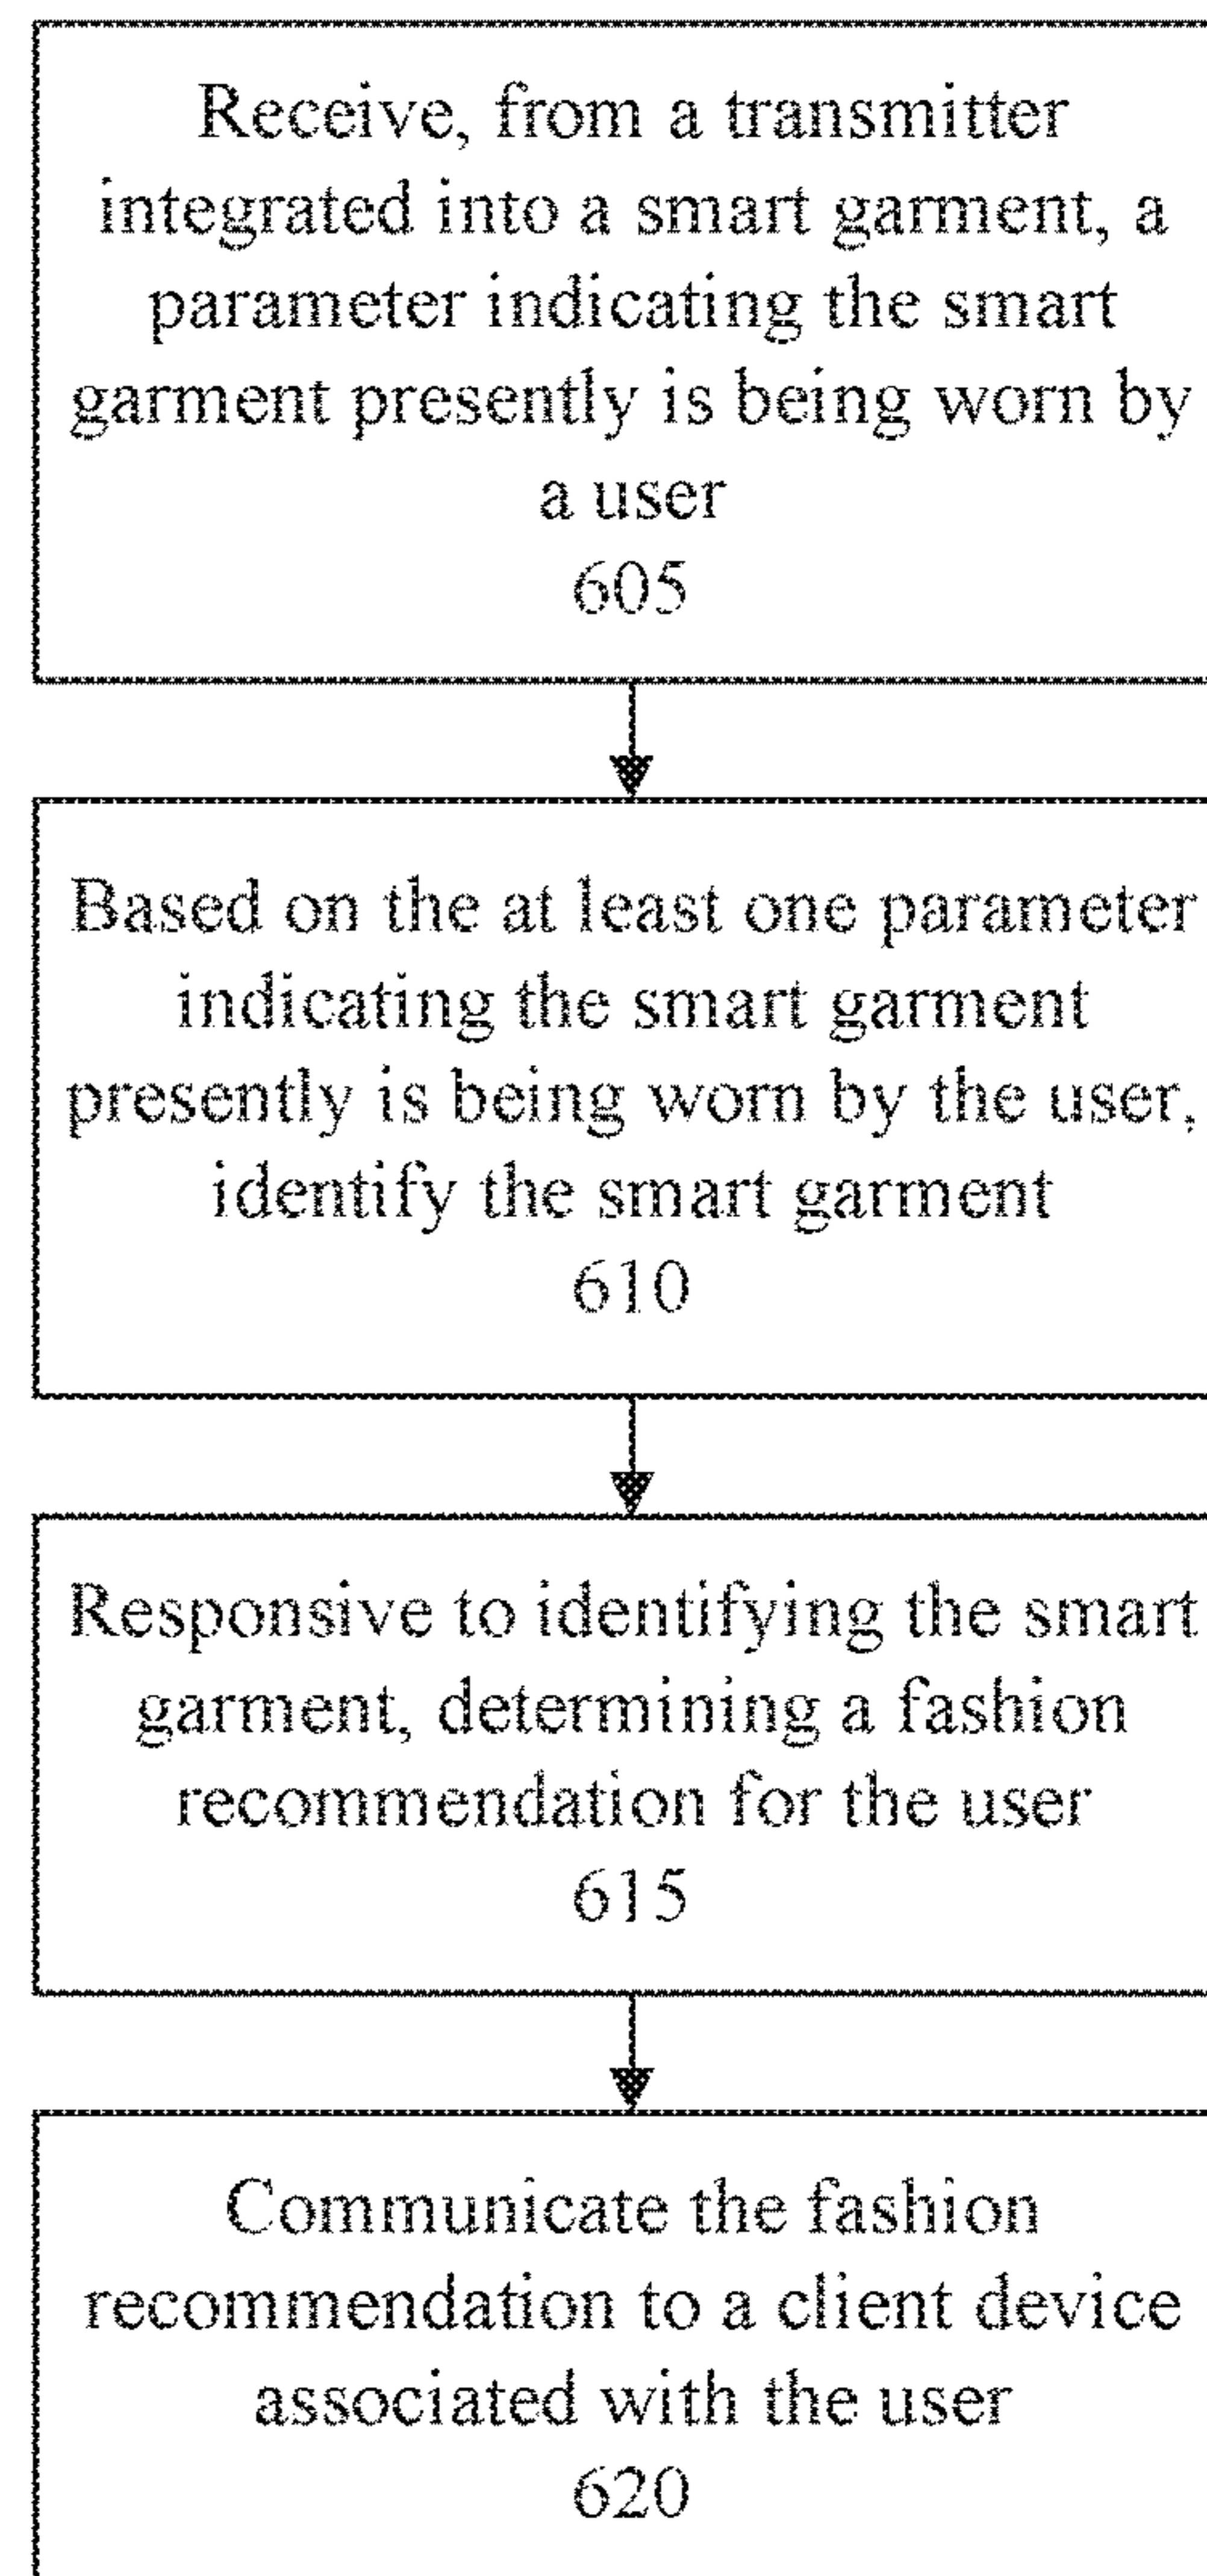 Receive, from a transmitter
integrated into a smart garment, a
parameter indicating the smart
garment presently is being worn by
a user
605
Based on the at least one parameter
indicating the smart garment
presently is being worn by the user,
identify the smart garment
610
Responsive to identifying the smart
garment, determining a fashion
recommendation for the user
615
Communicate the fashion
recommendation to a client device
associated with the user
620